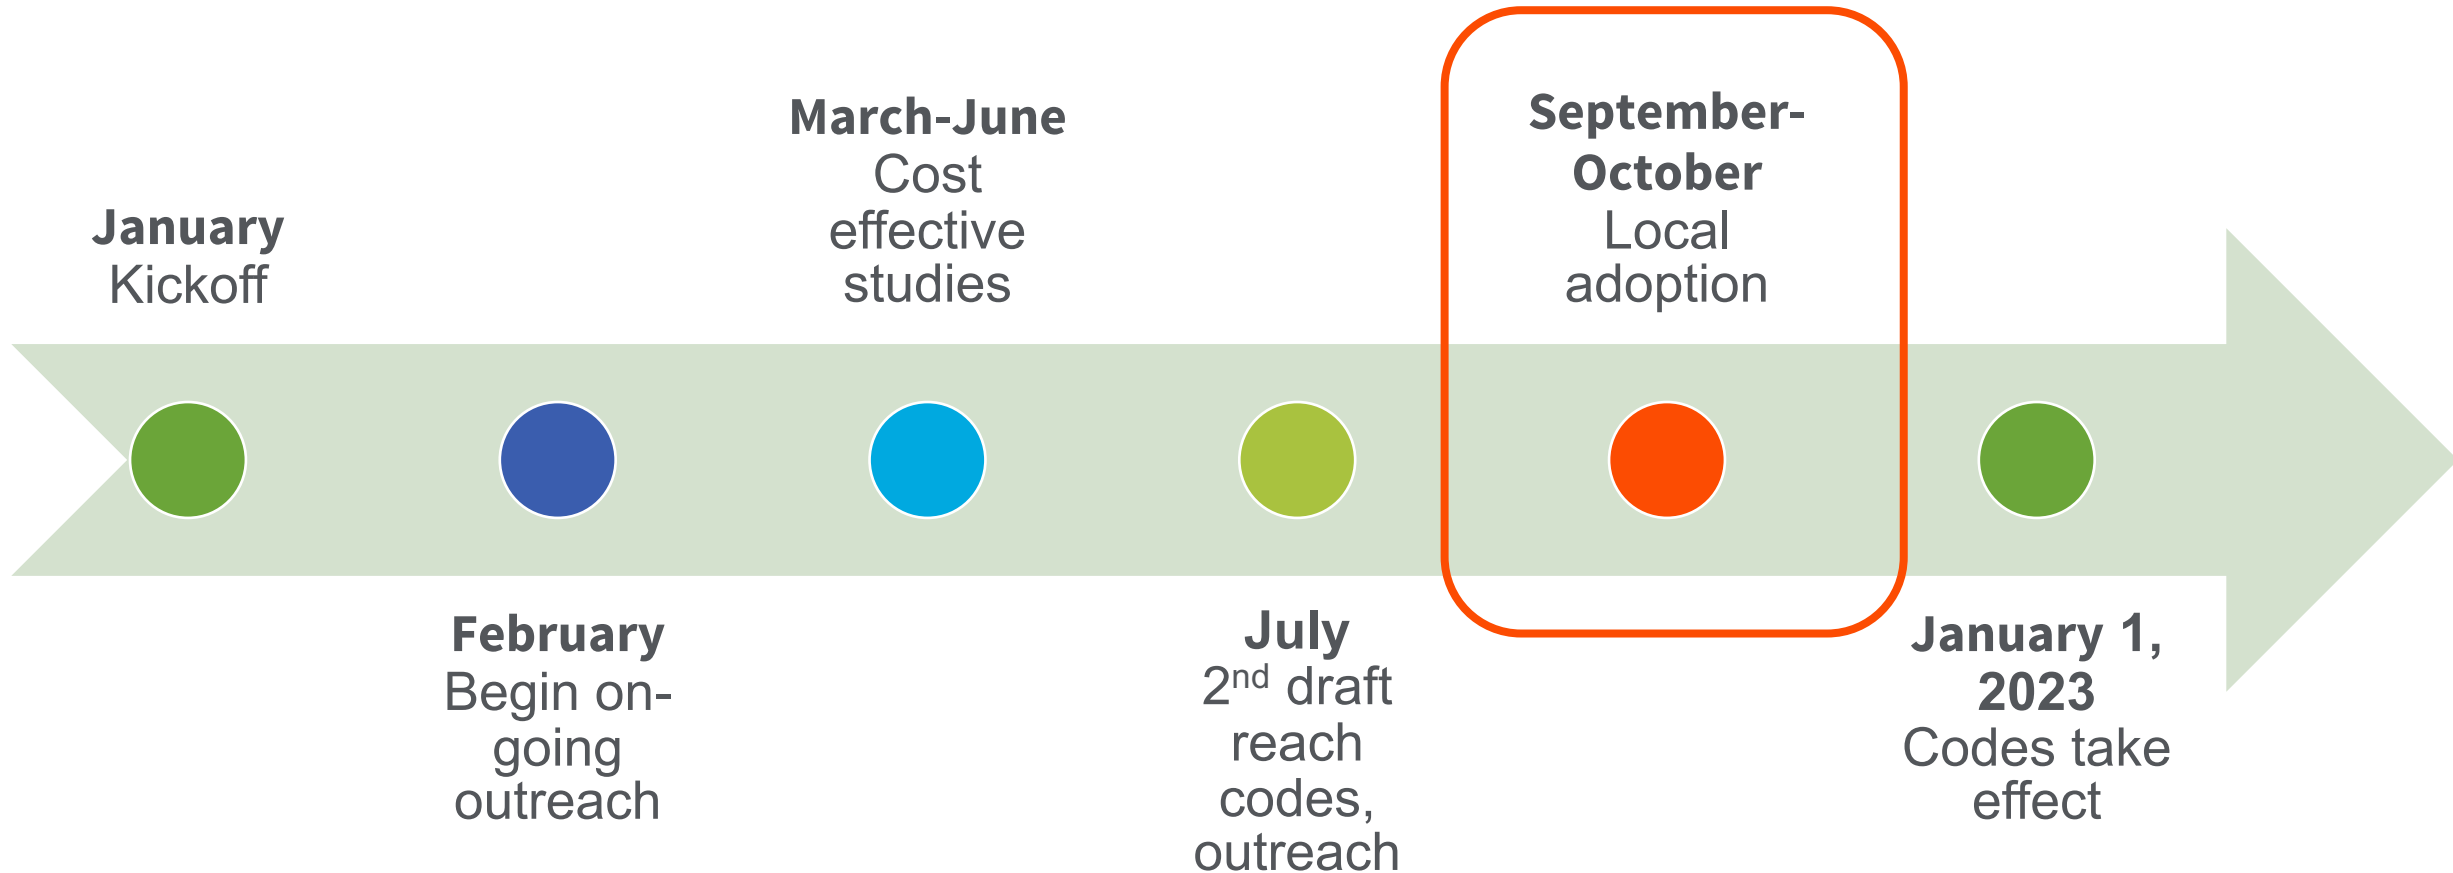 January
Kickoff
February
Begin on-
going
outreach
March-June
Cost
effective
studies
July
2nd draft
reach
codes,
outreach
September-
October
Local
adoption
January 1,
2023
Codes take
effect